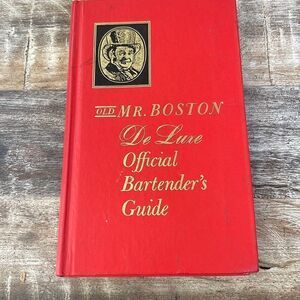 OLD MR. BOSTON
De Luxe
Official
Bartender's
Guide